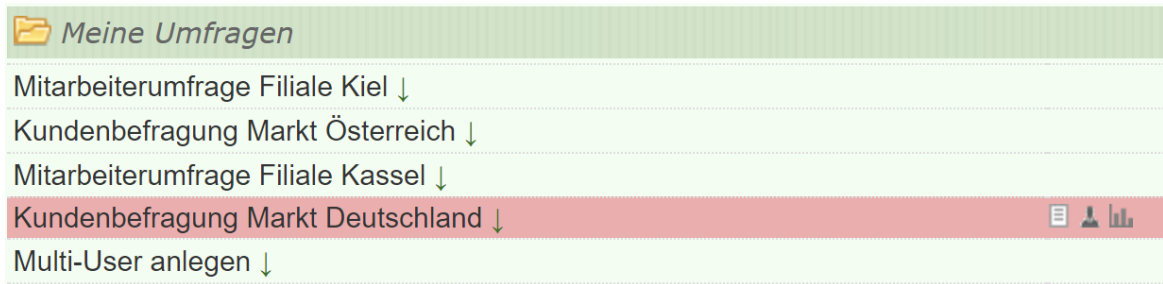 Meine Umfragen
Mitarbeiterumfrage Filiale Kiel ↓
Kundenbefragung Markt Österreich ↓
Mitarbeiterumfrage Filiale Kassel ↓
Kundenbefragung Markt Deutschland ↓
Multi-User anlegen ↓